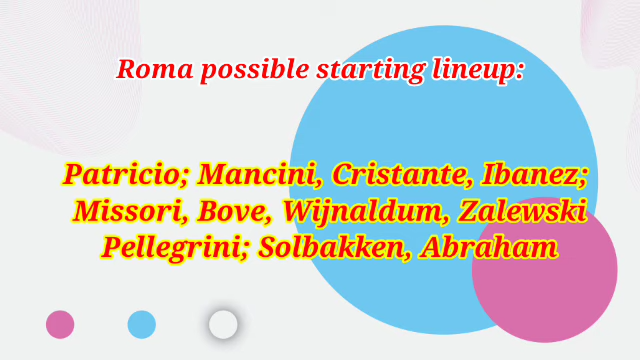 Roma possible starting lineup:
Patricio; Mancini, Cristante, Ibanez;
Missori, Bove, Wijnaldum, Zalewski
Pellegrini; Solbakken, Abraham